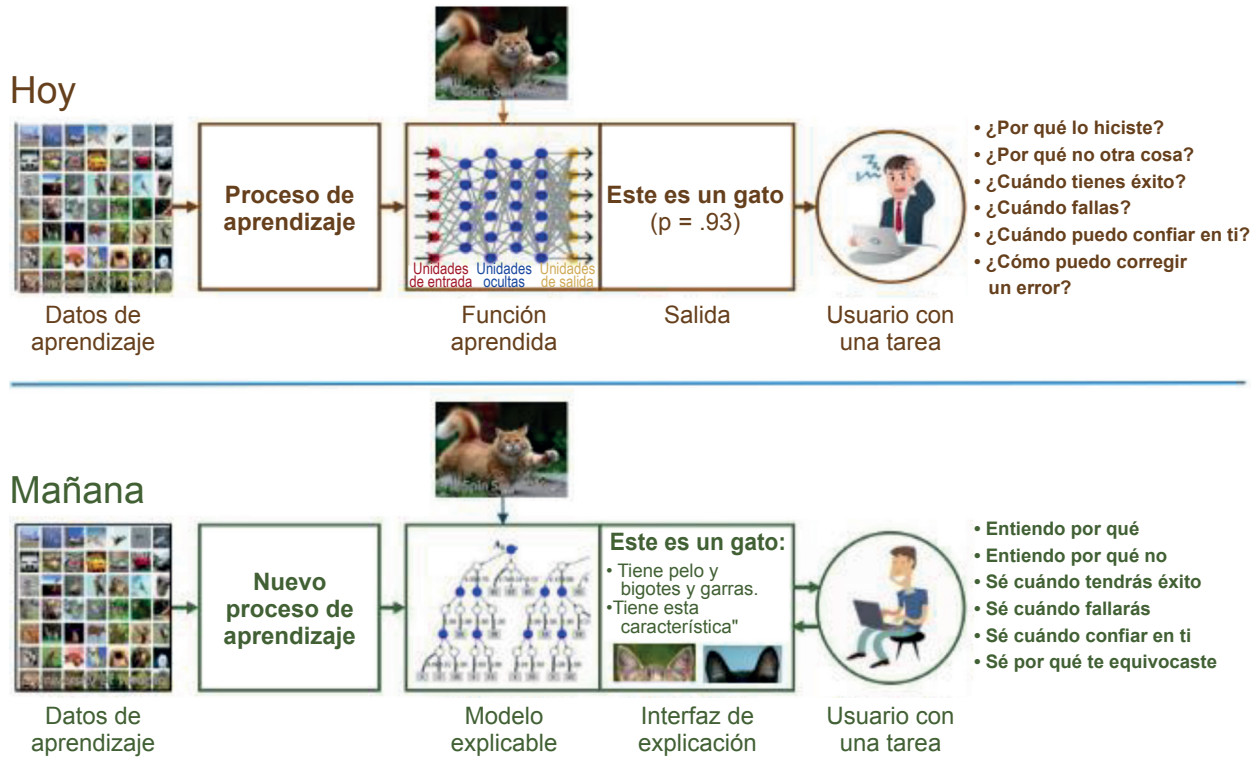 Hoy
Proceso de
aprendizaje
Unidades
de entrada
Unidades
ocultas
Unidades
de salida
Este es un gato
(p = .93)
• ¿Por qué lo hiciste?
• ¿Por qué no otra cosa?
• ¿Cuándo tienes éxito?
• ¿Cuándo fallas?
• ¿Cuándo puedo confiar en ti?
• ¿Cómo puedo corregir
un error?
Datos de
aprendizaje
Función
aprendida
Salida
Usuario con
una tarea
Mañana
Nuevo
proceso de
aprendizaje
Este es un gato:
• Tiene pelo y
bigotes y garras.
•Tiene esta
característica"
• Entiendo por qué
• Entiendo por qué no
• Sé cuándo tendrás éxito
• Sé cuándo fallarás
• Sé cuándo confiar en ti
• Sé por qué te equivocaste
Datos de
aprendizaje
Modelo
explicable
Interfaz de
explicación
Usuario con
una tarea